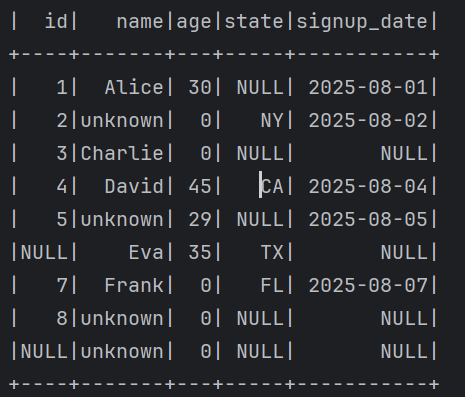 |  id|   name|age|state|signup_date|
+----+-------+---+-----+-----------+
|   1|  Alice| 30| NULL| 2025-08-01|
|   2|unknown|  0|   NY| 2025-08-02|
|   3|Charlie|  0| NULL|       NULL|
|   4|  David| 45|   CA| 2025-08-04|
|   5|unknown| 29| NULL| 2025-08-05|
|NULL|    Eva| 35|   TX|       NULL|
|   7|  Frank|  0|   FL| 2025-08-07|
|   8|unknown|  0| NULL|       NULL|
|NULL|unknown|  0| NULL|       NULL|
+----+-------+---+-----+-----------+